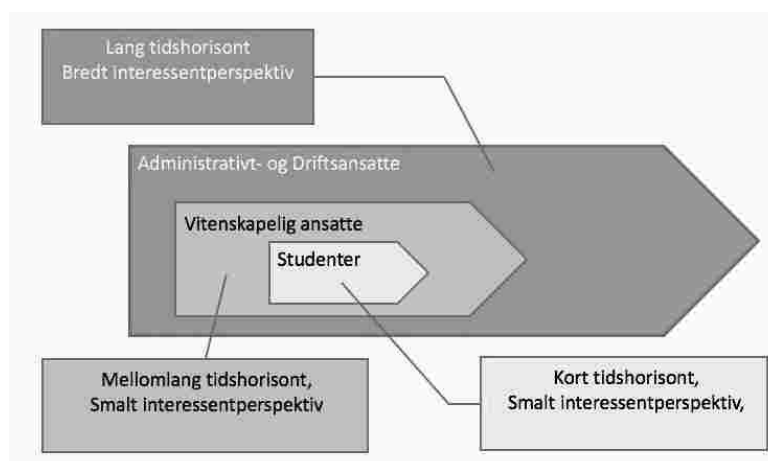 Lang tidshorisont
Bredt interessentperspektiv
Administrativt- og Driftsansatte
Vitenskapelig ansatte
Studenter
Mellomlang tidshorisont,
Smalt interessentperspektiv
Kort tidshorisont,
Smalt interessentperspektiv,